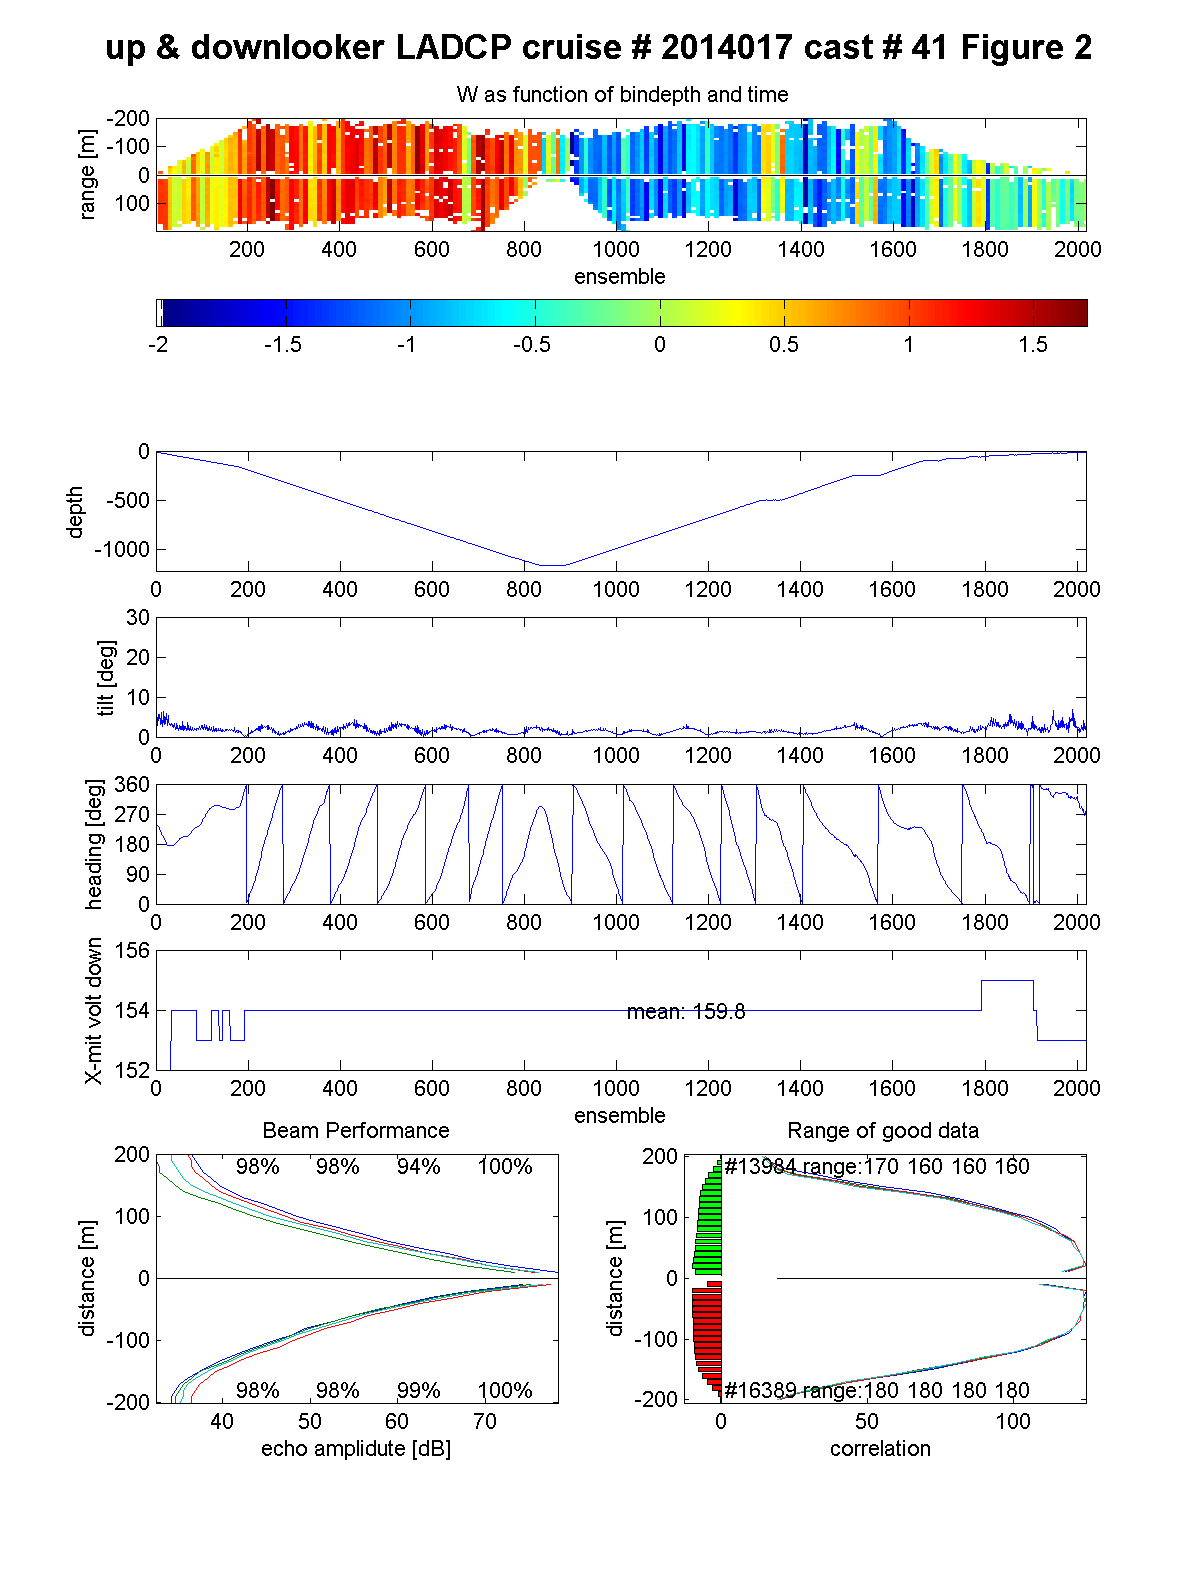 up & downlooker LADCP cruise # 2014017 cast # 41 Figure 2
W as function of bindepth and time
range [m]
-200
-100
0
100
200 400 600 800 1000 1200 1400 1600 1800 2000
ensemble
-2 -1.5 -1 -0.5 0 0.5 1 1.5
depth
0
-500
-1000
0 200 400 600 800 1000 1200 1400 1600 1800 2000
tilt [deg]
30
20
10
0
0 200 400 600 800 1000 1200 1400 1600 1800 2000
heading [deg]
360
270
180
90
0
0 200 400 600 800 1000 1200 1400 1600 1800 2000
X-mit volt down
156
154
152
mean: 159.8
0 200 400 600 800 1000 1200 1400 1600 1800 2000
ensemble
Beam Performance
distance [m]
200
100
0
-100
-200
98% 98% 94% 100%
98% 98% 99% 100%
40 50 60 70
echo amplidute [dB]
Range of good data
distance [m]
200
100
0
-100
-200
#13984 range:170 160 160 160
#16389 range:180 180 180 180
0 50 100
correlation